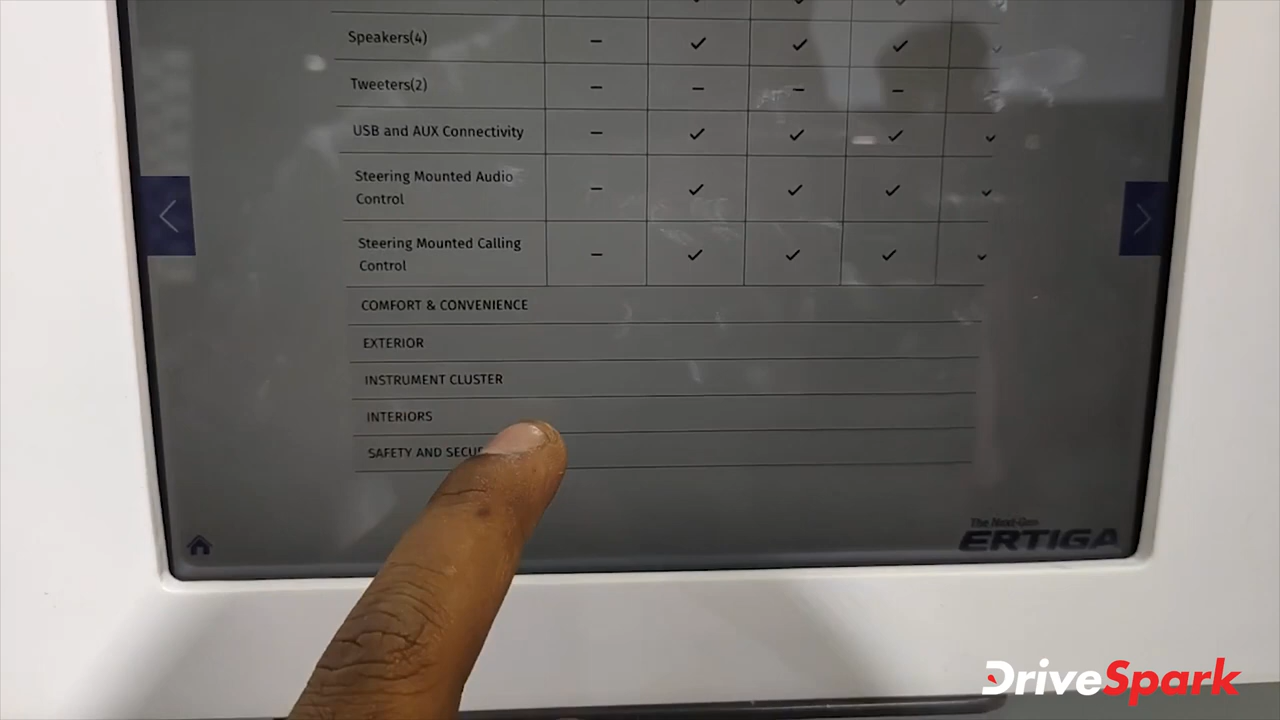 Speakers(4)
Tweeters(2)
USB and AUX Connectivity
Steering Mounted Audio
Control
Steering Mounted Calling
Control
COMFORT & CONVENIENCE
EXTERIOR
INSTRUMENT CLUSTER
INTERIORS
SAFETY AND
The Next-Gen
ERTIGA
DriveSpark